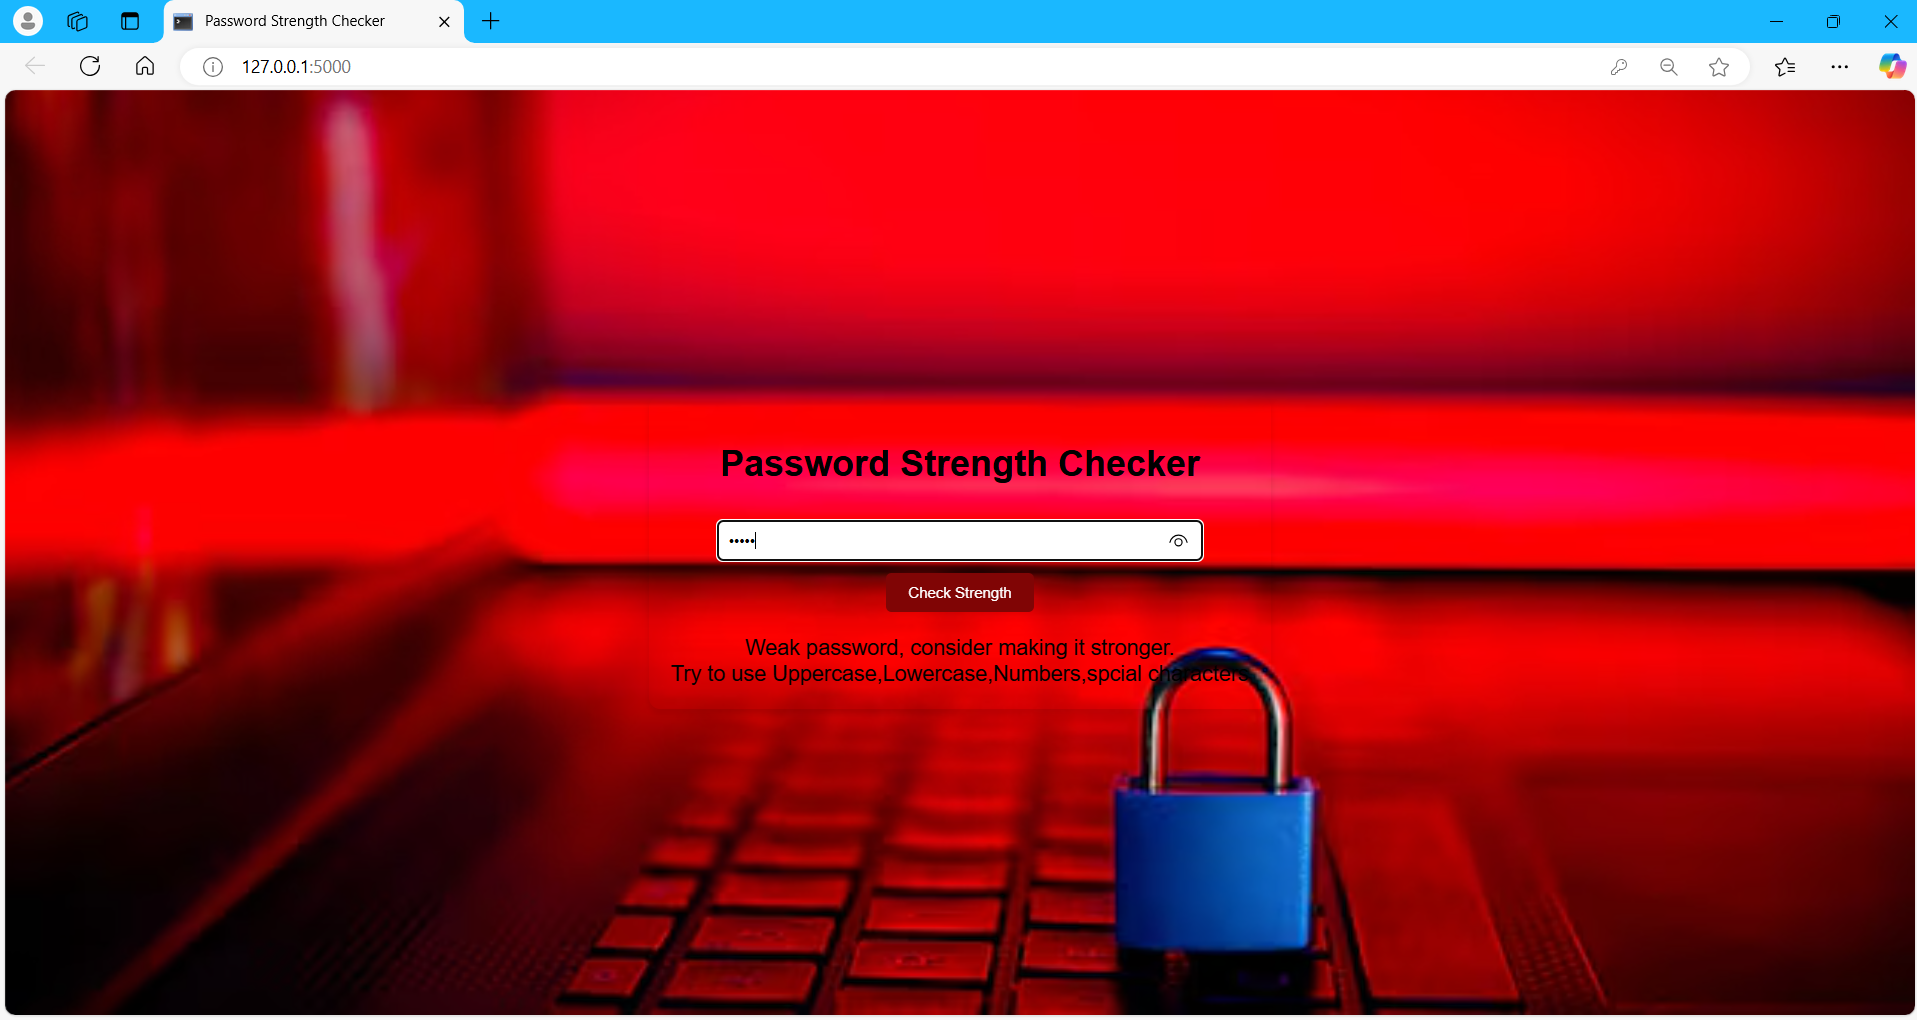 Password Strength Checker
127.0.0.1:5000
Password Strength Checker
•••••
Check Strength
Weak password, consider making it stronger.
Try to use Uppercase,Lowercase,Numbers,spcial characters